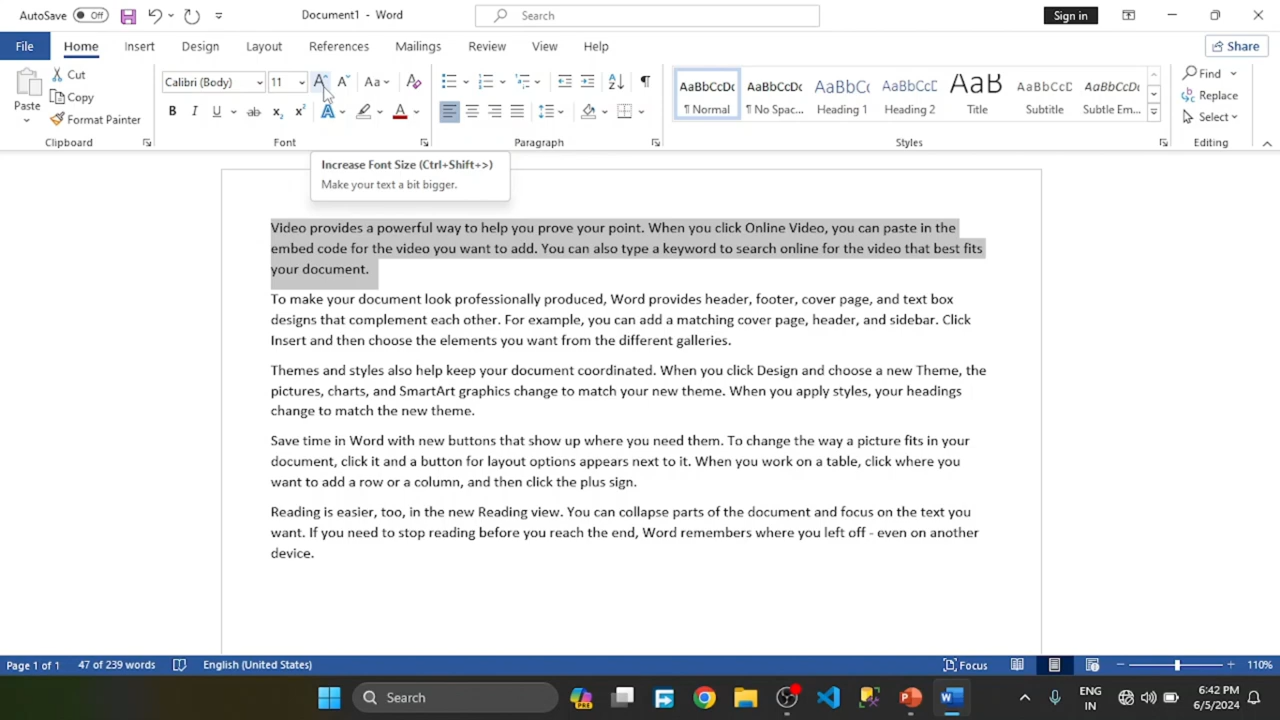 AutoSave Off Document1 - Word Search Sign in
File Home Insert Design Layout References Mailings Review View Help Share
Paste Cut Copy Format Painter Clipboard
Calibri (Body) 11 A A Aa A
B I U ab x₂ x² A A Font
Paragraph
AaBbCcDc AaBbCcDc AaBbCc AaBbCcD AaB AaBbCcD AaBbCcD
¶ Normal ¶ No Spac... Heading 1 Heading 2 Title Subtitle Subtle Em...
Styles
Find
Replace
Select
Editing
Increase Font Size (Ctrl+Shift+>)
Make your text a bit bigger.
Video provides a powerful way to help you prove your point. When you click Online Video, you can paste in the
embed code for the video you want to add. You can also type a keyword to search online for the video that best fits
your document.
To make your document look professionally produced, Word provides header, footer, cover page, and text box
designs that complement each other. For example, you can add a matching cover page, header, and sidebar. Click
Insert and then choose the elements you want from the different galleries.
Themes and styles also help keep your document coordinated. When you click Design and choose a new Theme, the
pictures, charts, and SmartArt graphics change to match your new theme. When you apply styles, your headings
change to match the new theme.
Save time in Word with new buttons that show up where you need them. To change the way a picture fits in your
document, click it and a button for layout options appears next to it. When you work on a table, click where you
want to add a row or a column, and then click the plus sign.
Reading is easier, too, in the new Reading view. You can collapse parts of the document and focus on the text you
want. If you need to stop reading before you reach the end, Word remembers where you left off - even on another
device.
Page 1 of 1 47 of 239 words English (United States) Focus 110%
Search ENG 6:42 PM
IN 6/5/2024